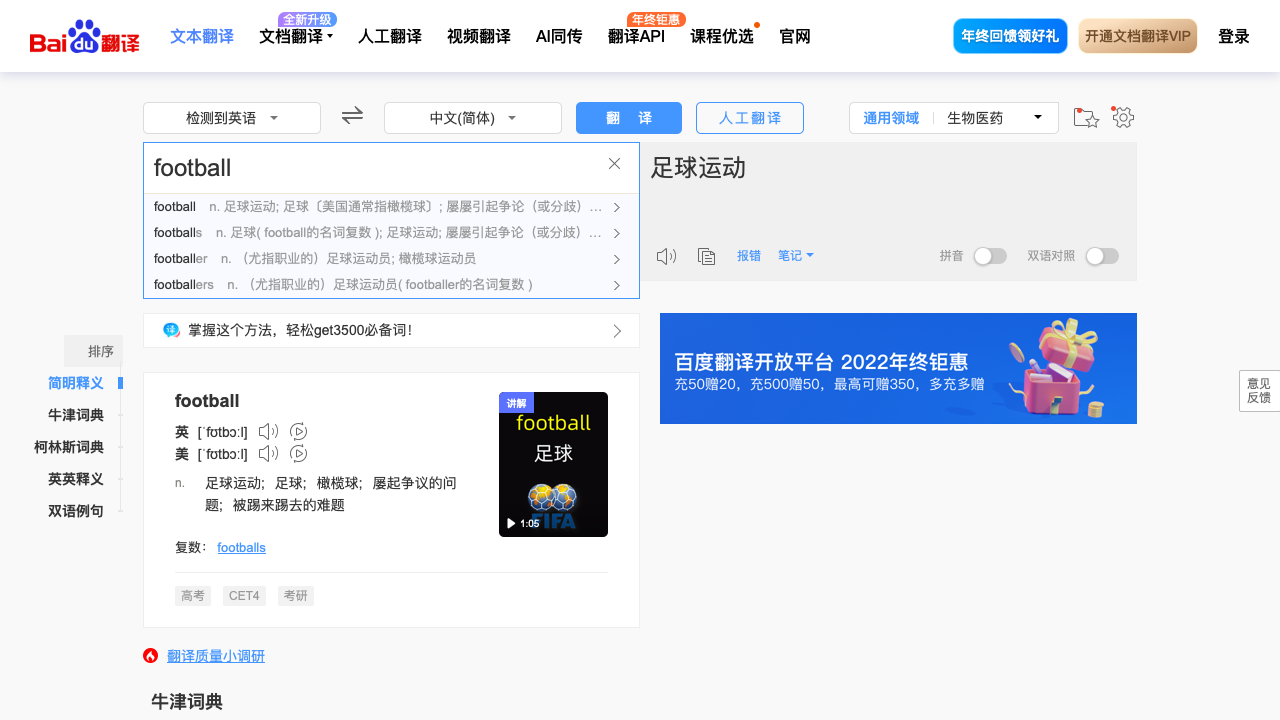 Bai du 翻译
文本翻译
全新升级
文档翻译
人工翻译
视频翻译
AI同传
年终钜惠
翻译API
课程优选
官网
年终回馈领好礼
开通文档翻译VIP
登录
检测到英语
中文(简体)
翻 译
人工翻译
通用领域
生物医药
football
足球运动
football n. 足球运动; 足球〔美国通常指橄榄球〕; 屡屡引起争论（或分歧）…
footballs n. 足球( football的名词复数 ); 足球运动; 屡屡引起争论（或分歧）…
footballer n. （尤指职业的）足球运动员; 橄榄球运动员
footballers n. （尤指职业的）足球运动员( footballer的名词复数 )
报错
笔记
拼音
双语对照
译
掌握这个方法，轻松get3500必备词！
百度翻译开放平台 2022年终钜惠
充50赠20，充500赠50，最高可赠350，多充多赠
排序
简明释义
牛津词典
柯林斯词典
英英释义
双语例句
football
英 [ˈfʊtbɔːl]
美 [ˈfʊtbɔːl]
n. 足球运动；足球；橄榄球；屡起争议的问
题；被踢来踢去的难题
复数： footballs
高考
CET4
考研
讲解
football
足球
FIFA
1:05
意见
反馈
翻译质量小调研
牛津词典